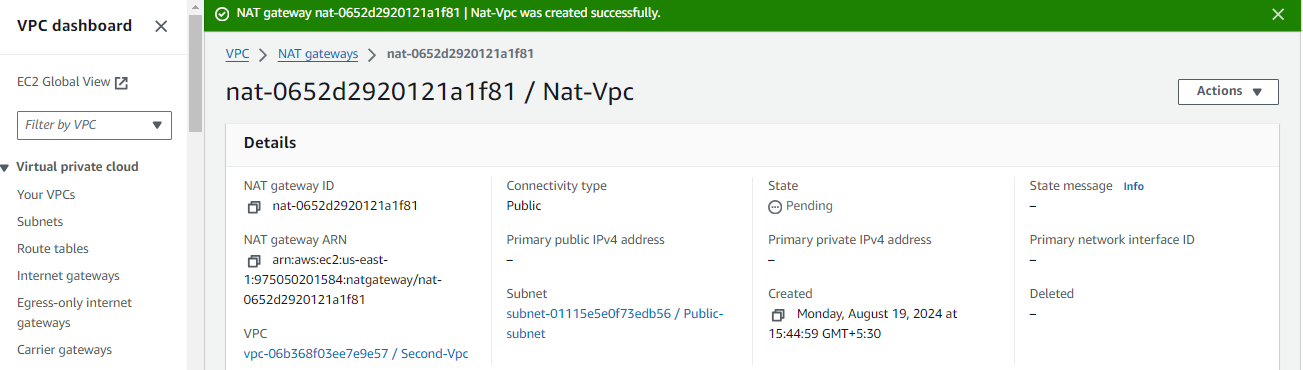 VPC dashboard
EC2 Global View
Filter by VPC
Virtual private cloud
Your VPCs
Subnets
Route tables
Internet gateways
Egress-only internet
gateways
Carrier gateways
NAT gateway nat-0652d2920121a1f81 | Nat-Vpc was created successfully.
VPC
NAT gateways
nat-0652d2920121a1f81
nat-0652d2920121a1f81 / Nat-Vpc
Actions
Details
NAT gateway ID
nat-0652d2920121a1f81
NAT gateway ARN
arn:aws:ec2:us-east-
1:975050201584:natgateway/nat-
0652d2920121a1f81
VPC
vpc-06b368f03ee7e9e57 / Second-Vpc
Connectivity type
Public
Primary public IPv4 address
–
Subnet
subnet-01115e5e0f73edb56 / Public-
subnet
State
Pending
Primary private IPv4 address
–
Created
Monday, August 19, 2024 at
15:44:59 GMT+5:30
State message Info
–
Primary network interface ID
–
Deleted
–